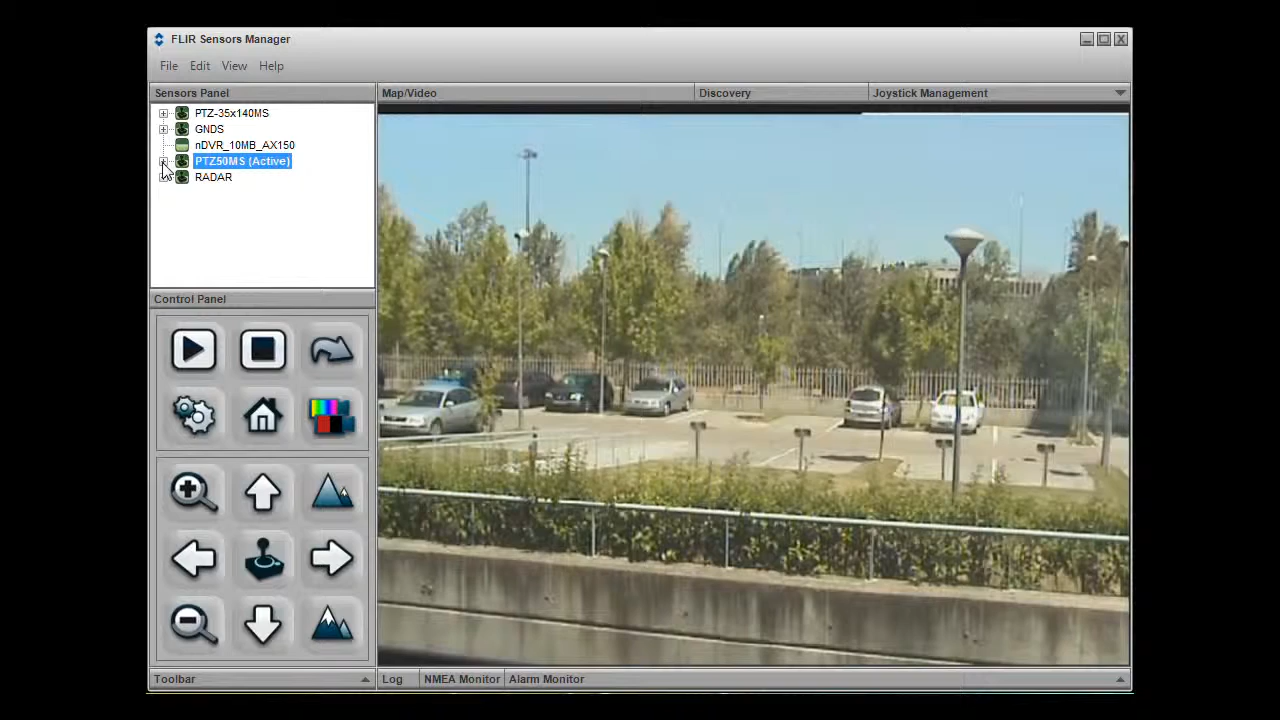 FLIR Sensors Manager
File Edit View Help
Sensors Panel
Map/Video
Discovery
Joystick Management
PTZ-35x140MS
GNDS
nDVR_10MB_AX150
PTZ50MS (Active)
RADAR
Control Panel
Toolbar
Log
NMEA Monitor
Alarm Monitor